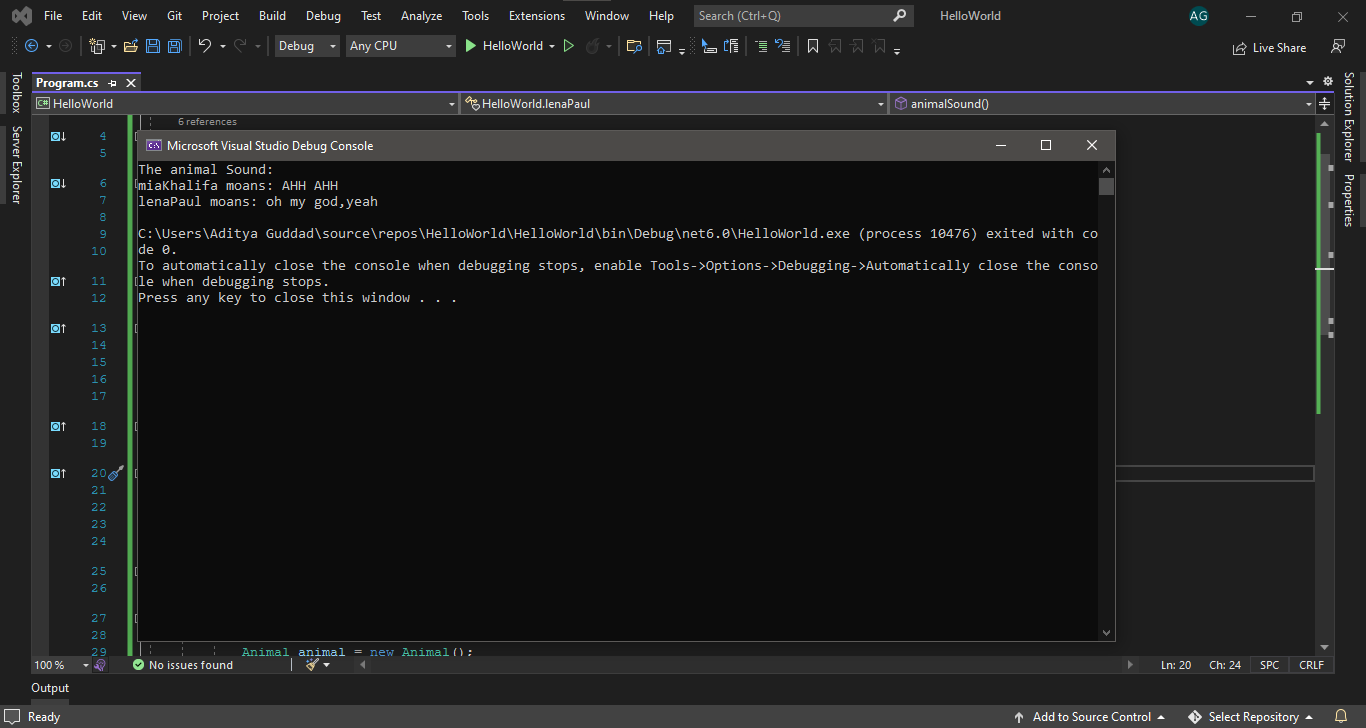 File Edit View Git Project Build Debug Test Analyze Tools Extensions Window Help Search (Ctrl+Q) HelloWorld AG
Debug Any CPU HelloWorld Live Share
Program.cs
HelloWorld HelloWorld.lenaPaul animalSound()
Toolbox
Server Explorer
Solution Explorer
Properties
6 references
4
5
6
7
8
9
10
11
12
13
14
15
16
17
18
19
20
21
22
23
24
25
26
27
28
29 Animal animal = new Animal();
Microsoft Visual Studio Debug Console
The animal Sound:
miaKhalifa moans: AHH AHH
lenaPaul moans: oh my god,yeah
C:\Users\Aditya Guddad\source\repos\HelloWorld\HelloWorld\bin\Debug\net6.0\HelloWorld.exe (process 10476) exited with co
de 0.
To automatically close the console when debugging stops, enable Tools->Options->Debugging->Automatically close the conso
le when debugging stops.
Press any key to close this window . . .
100 % No issues found Ln: 20 Ch: 24 SPC CRLF
Output
Ready Add to Source Control Select Repository